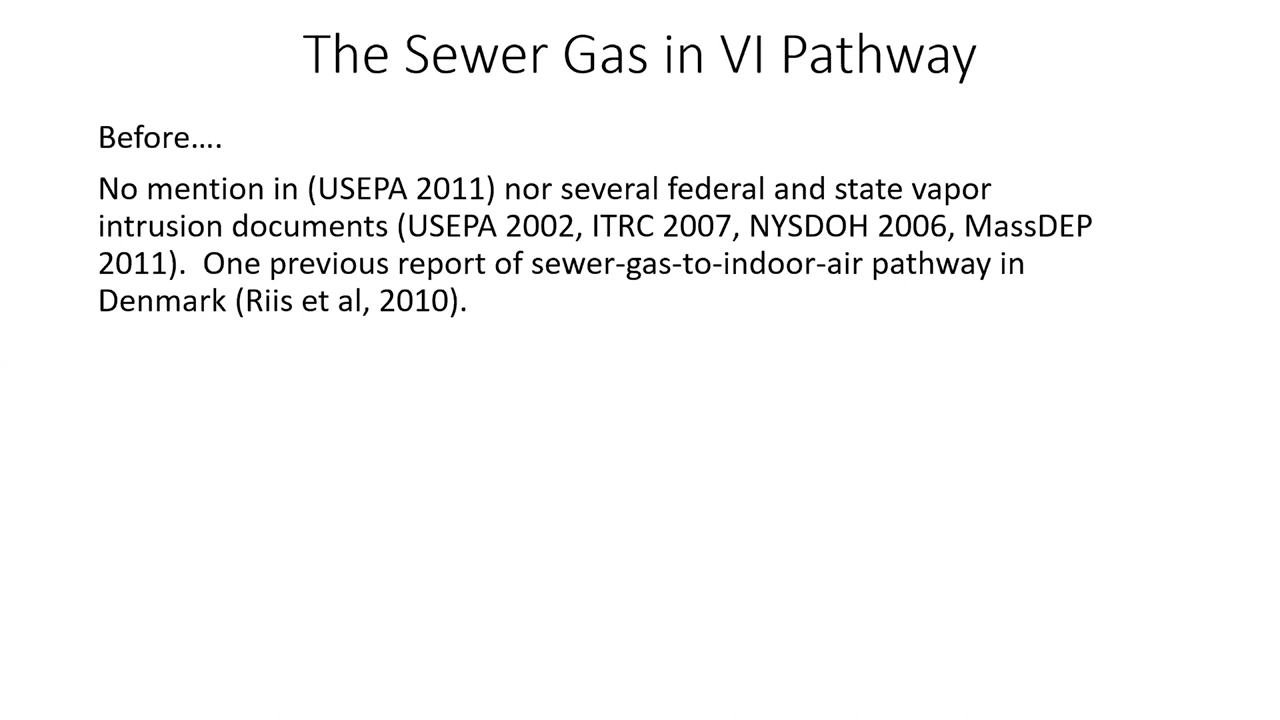 The Sewer Gas in VI Pathway
Before….
No mention in (USEPA 2011) nor several federal and state vapor
intrusion documents (USEPA 2002, ITRC 2007, NYSDOH 2006, MassDEP
2011).  One previous report of sewer-gas-to-indoor-air pathway in
Denmark (Riis et al, 2010).